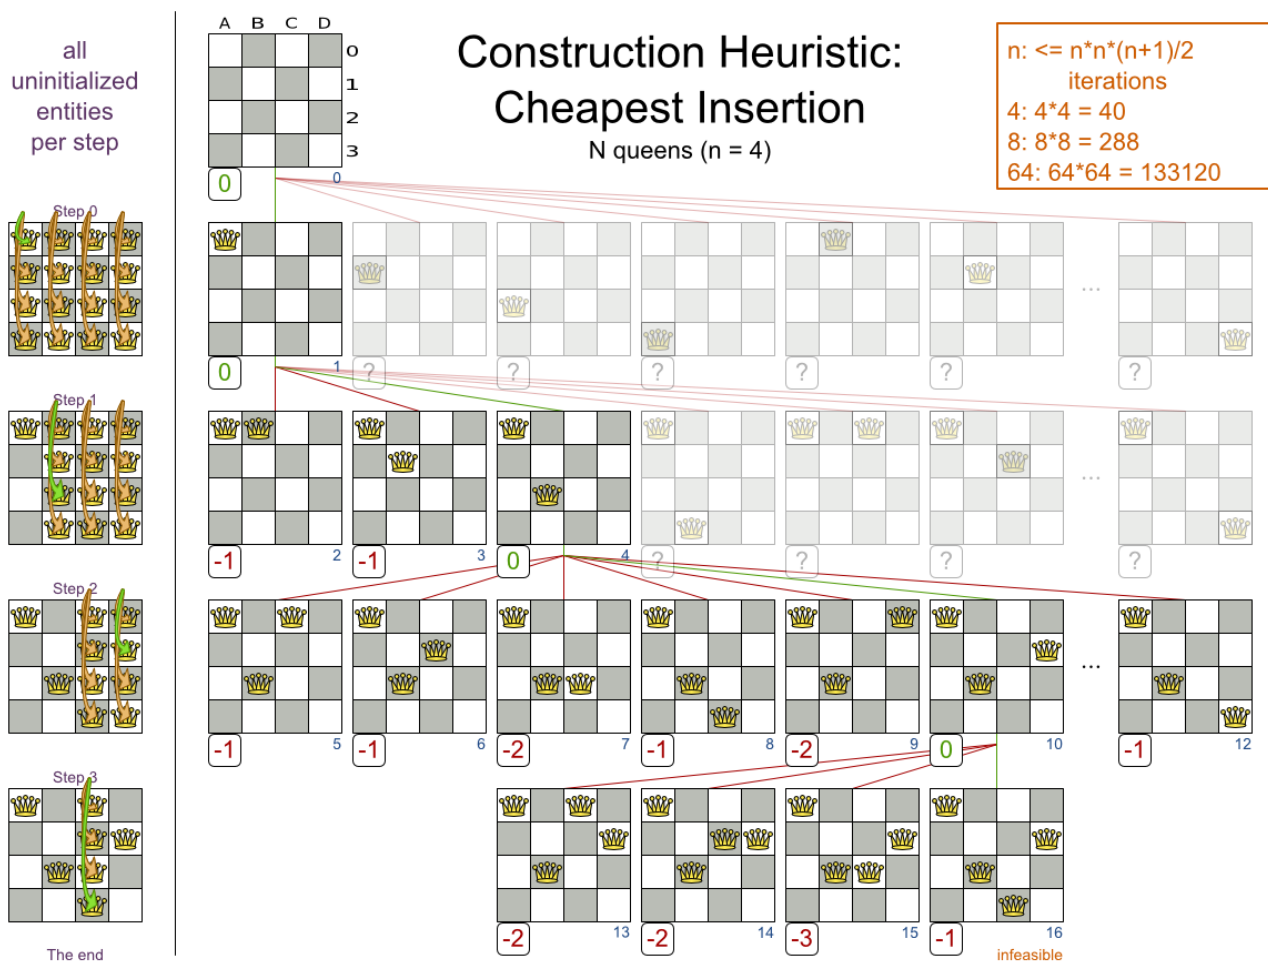 all
uninitialized
entities
per step
A B C D
0
1
2
3
Construction Heuristic:
Cheapest Insertion
N queens (n = 4)
n: <= n*n*(n+1)/2
iterations
4: 4*4 = 40
8: 8*8 = 288
64: 64*64 = 133120
0 0
Step 0
0 1 ? ? ? ? ? ...  ?
Step 1
-1 2 -1 3 0 4 ? ? ? ... ?
Step 2
-1 5 -1 6 -2 7 -1 8 -2 9 0 10 ... -1 12
Step 3
-2 13 -2 14 -3 15 -1 16
The end
infeasible